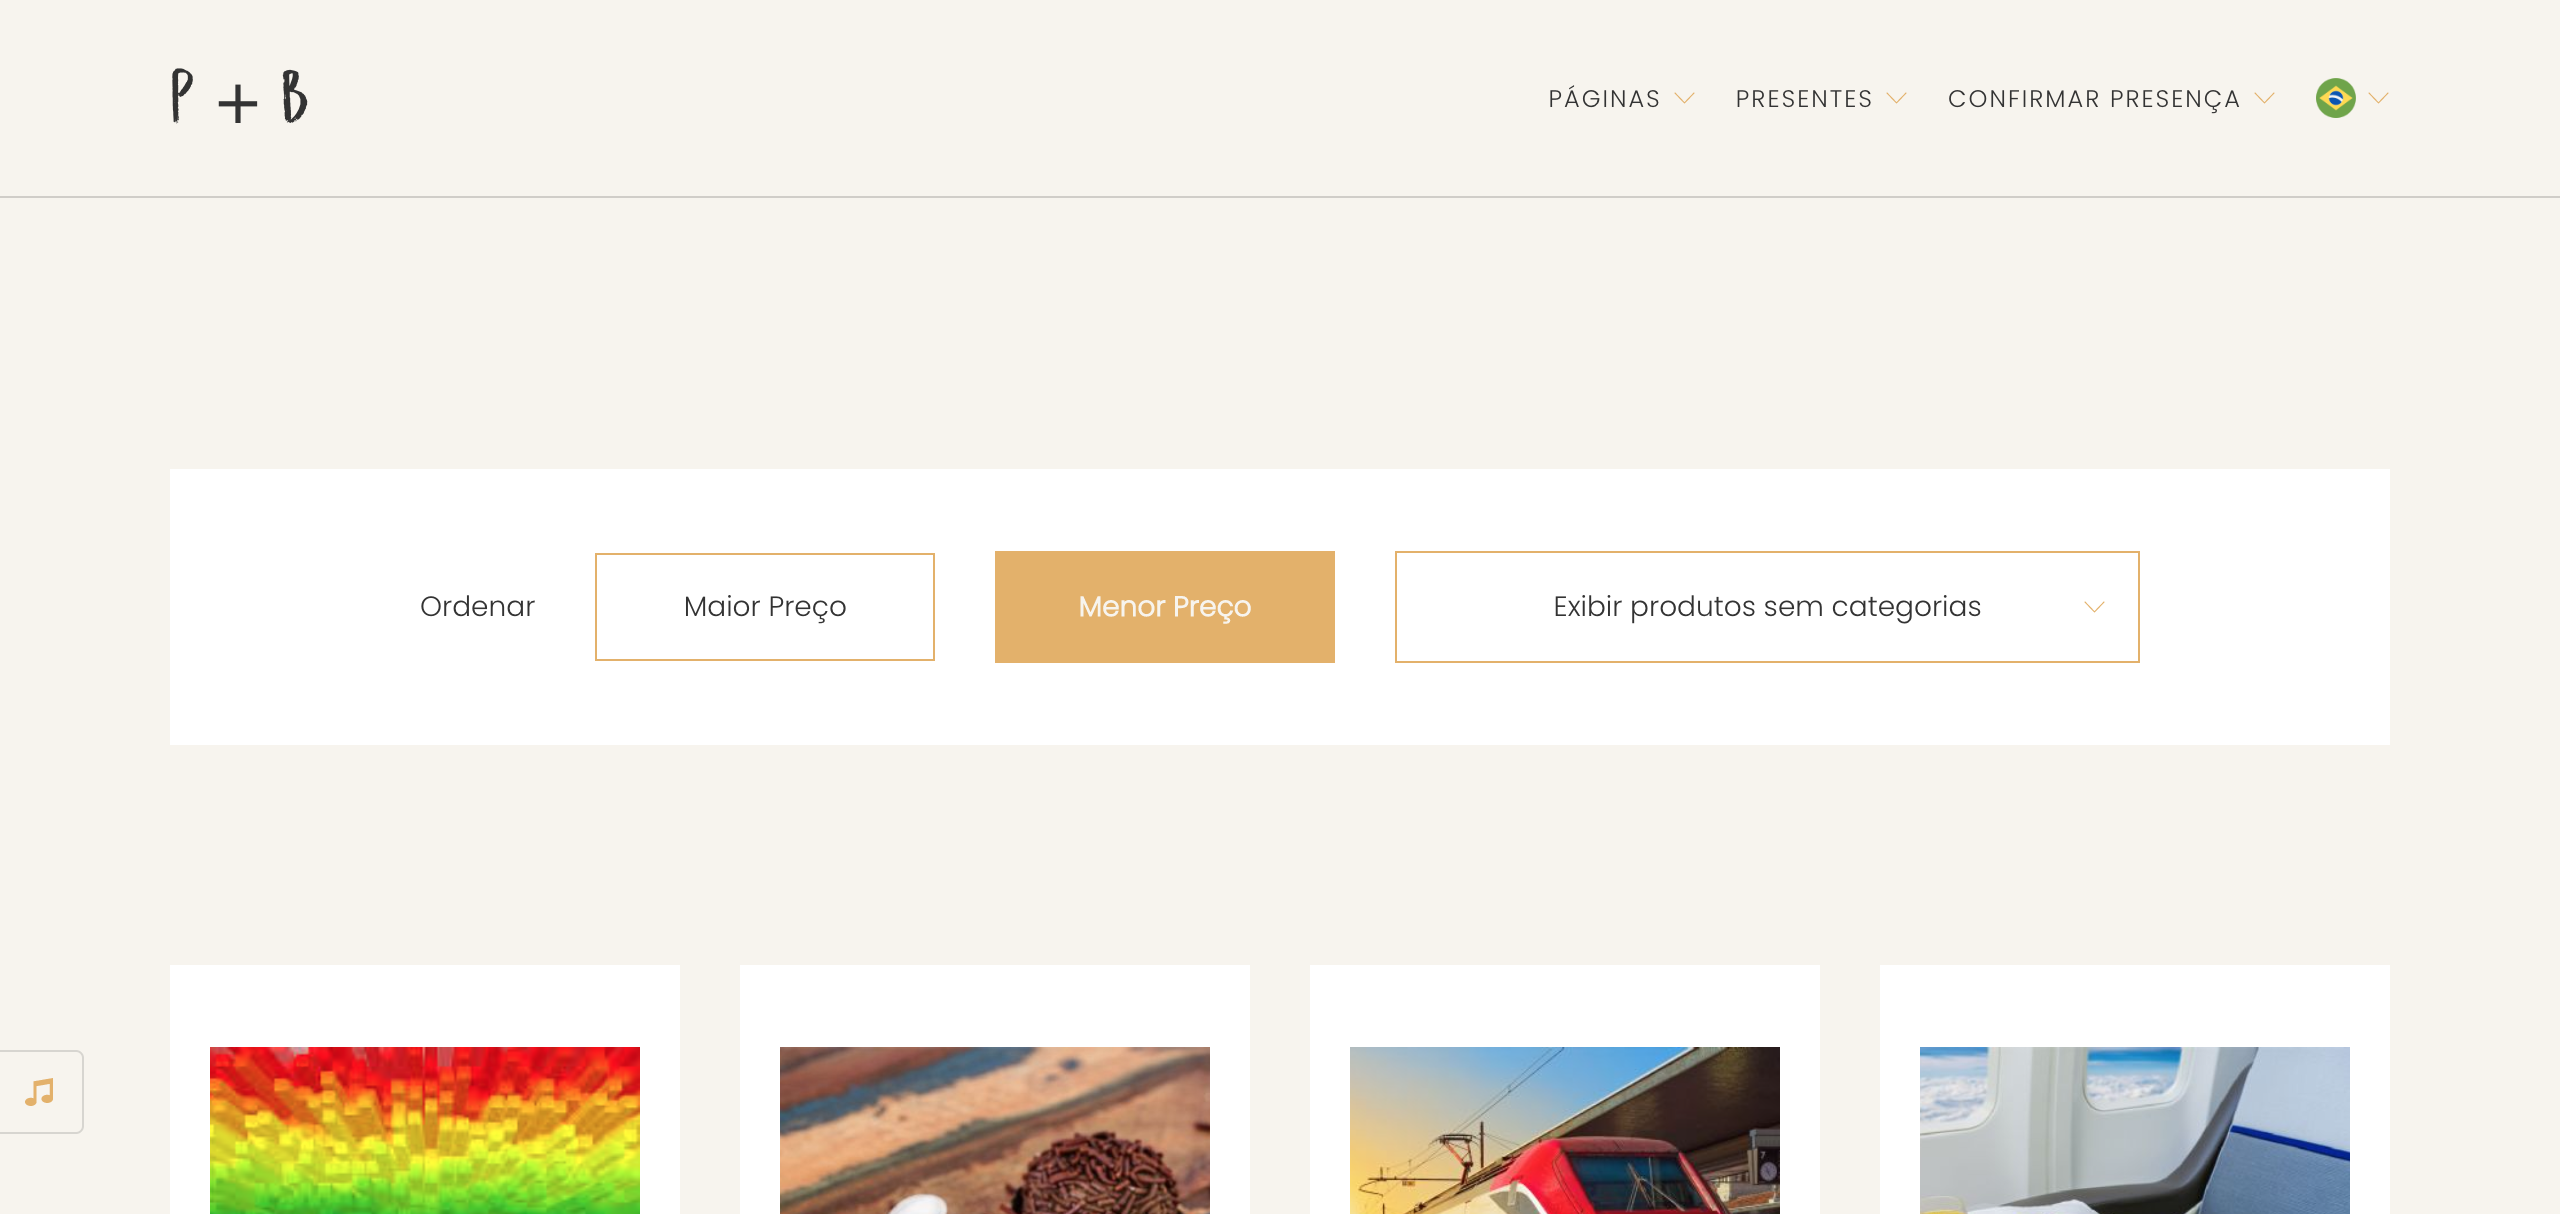 P + B
PÁGINAS
PRESENTES
CONFIRMAR PRESENÇA
Ordenar
Maior Preço
Menor Preço
Exibir produtos sem categorias